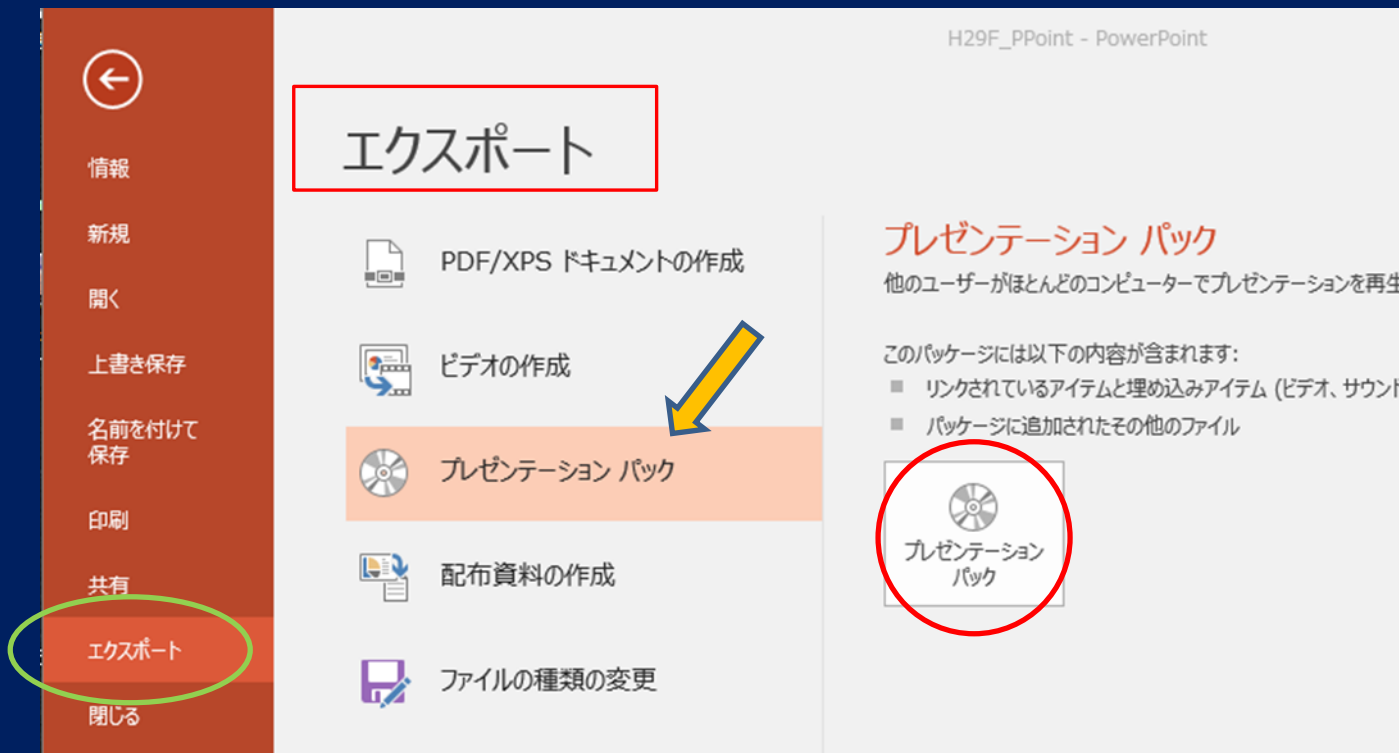 H29F_PPoint - PowerPoint
情報
新規
開く
上書き保存
名前を付けて
保存
印刷
共有
エクスポート
閉じる
エクスポート
PDF/XPS ドキュメントの作成
ビデオの作成
プレゼンテーション パック
配布資料の作成
ファイルの種類の変更
プレゼンテーション パック
他のユーザーがほとんどのコンピューターでプレゼンテーションを再生
このパッケージには以下の内容が含まれます:
リンクされているアイテムと埋め込みアイテム (ビデオ、サウンド
パッケージに追加されたその他のファイル
プレゼンテーション
パック